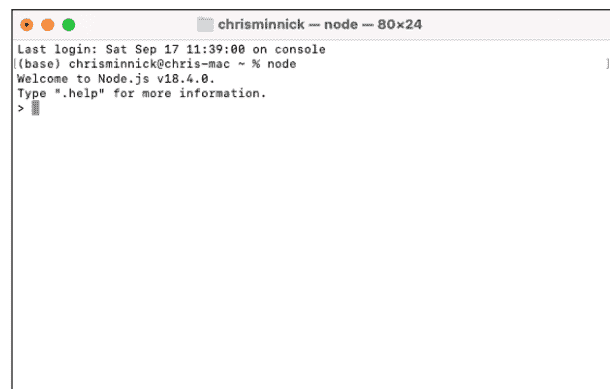 chrisminnick — node — 80×24
Last login: Sat Sep 17 11:39:00 on console
[(base) chrisminnick@chris-mac ~ % node ]
Welcome to Node.js v18.4.0.
Type ".help" for more information.
>